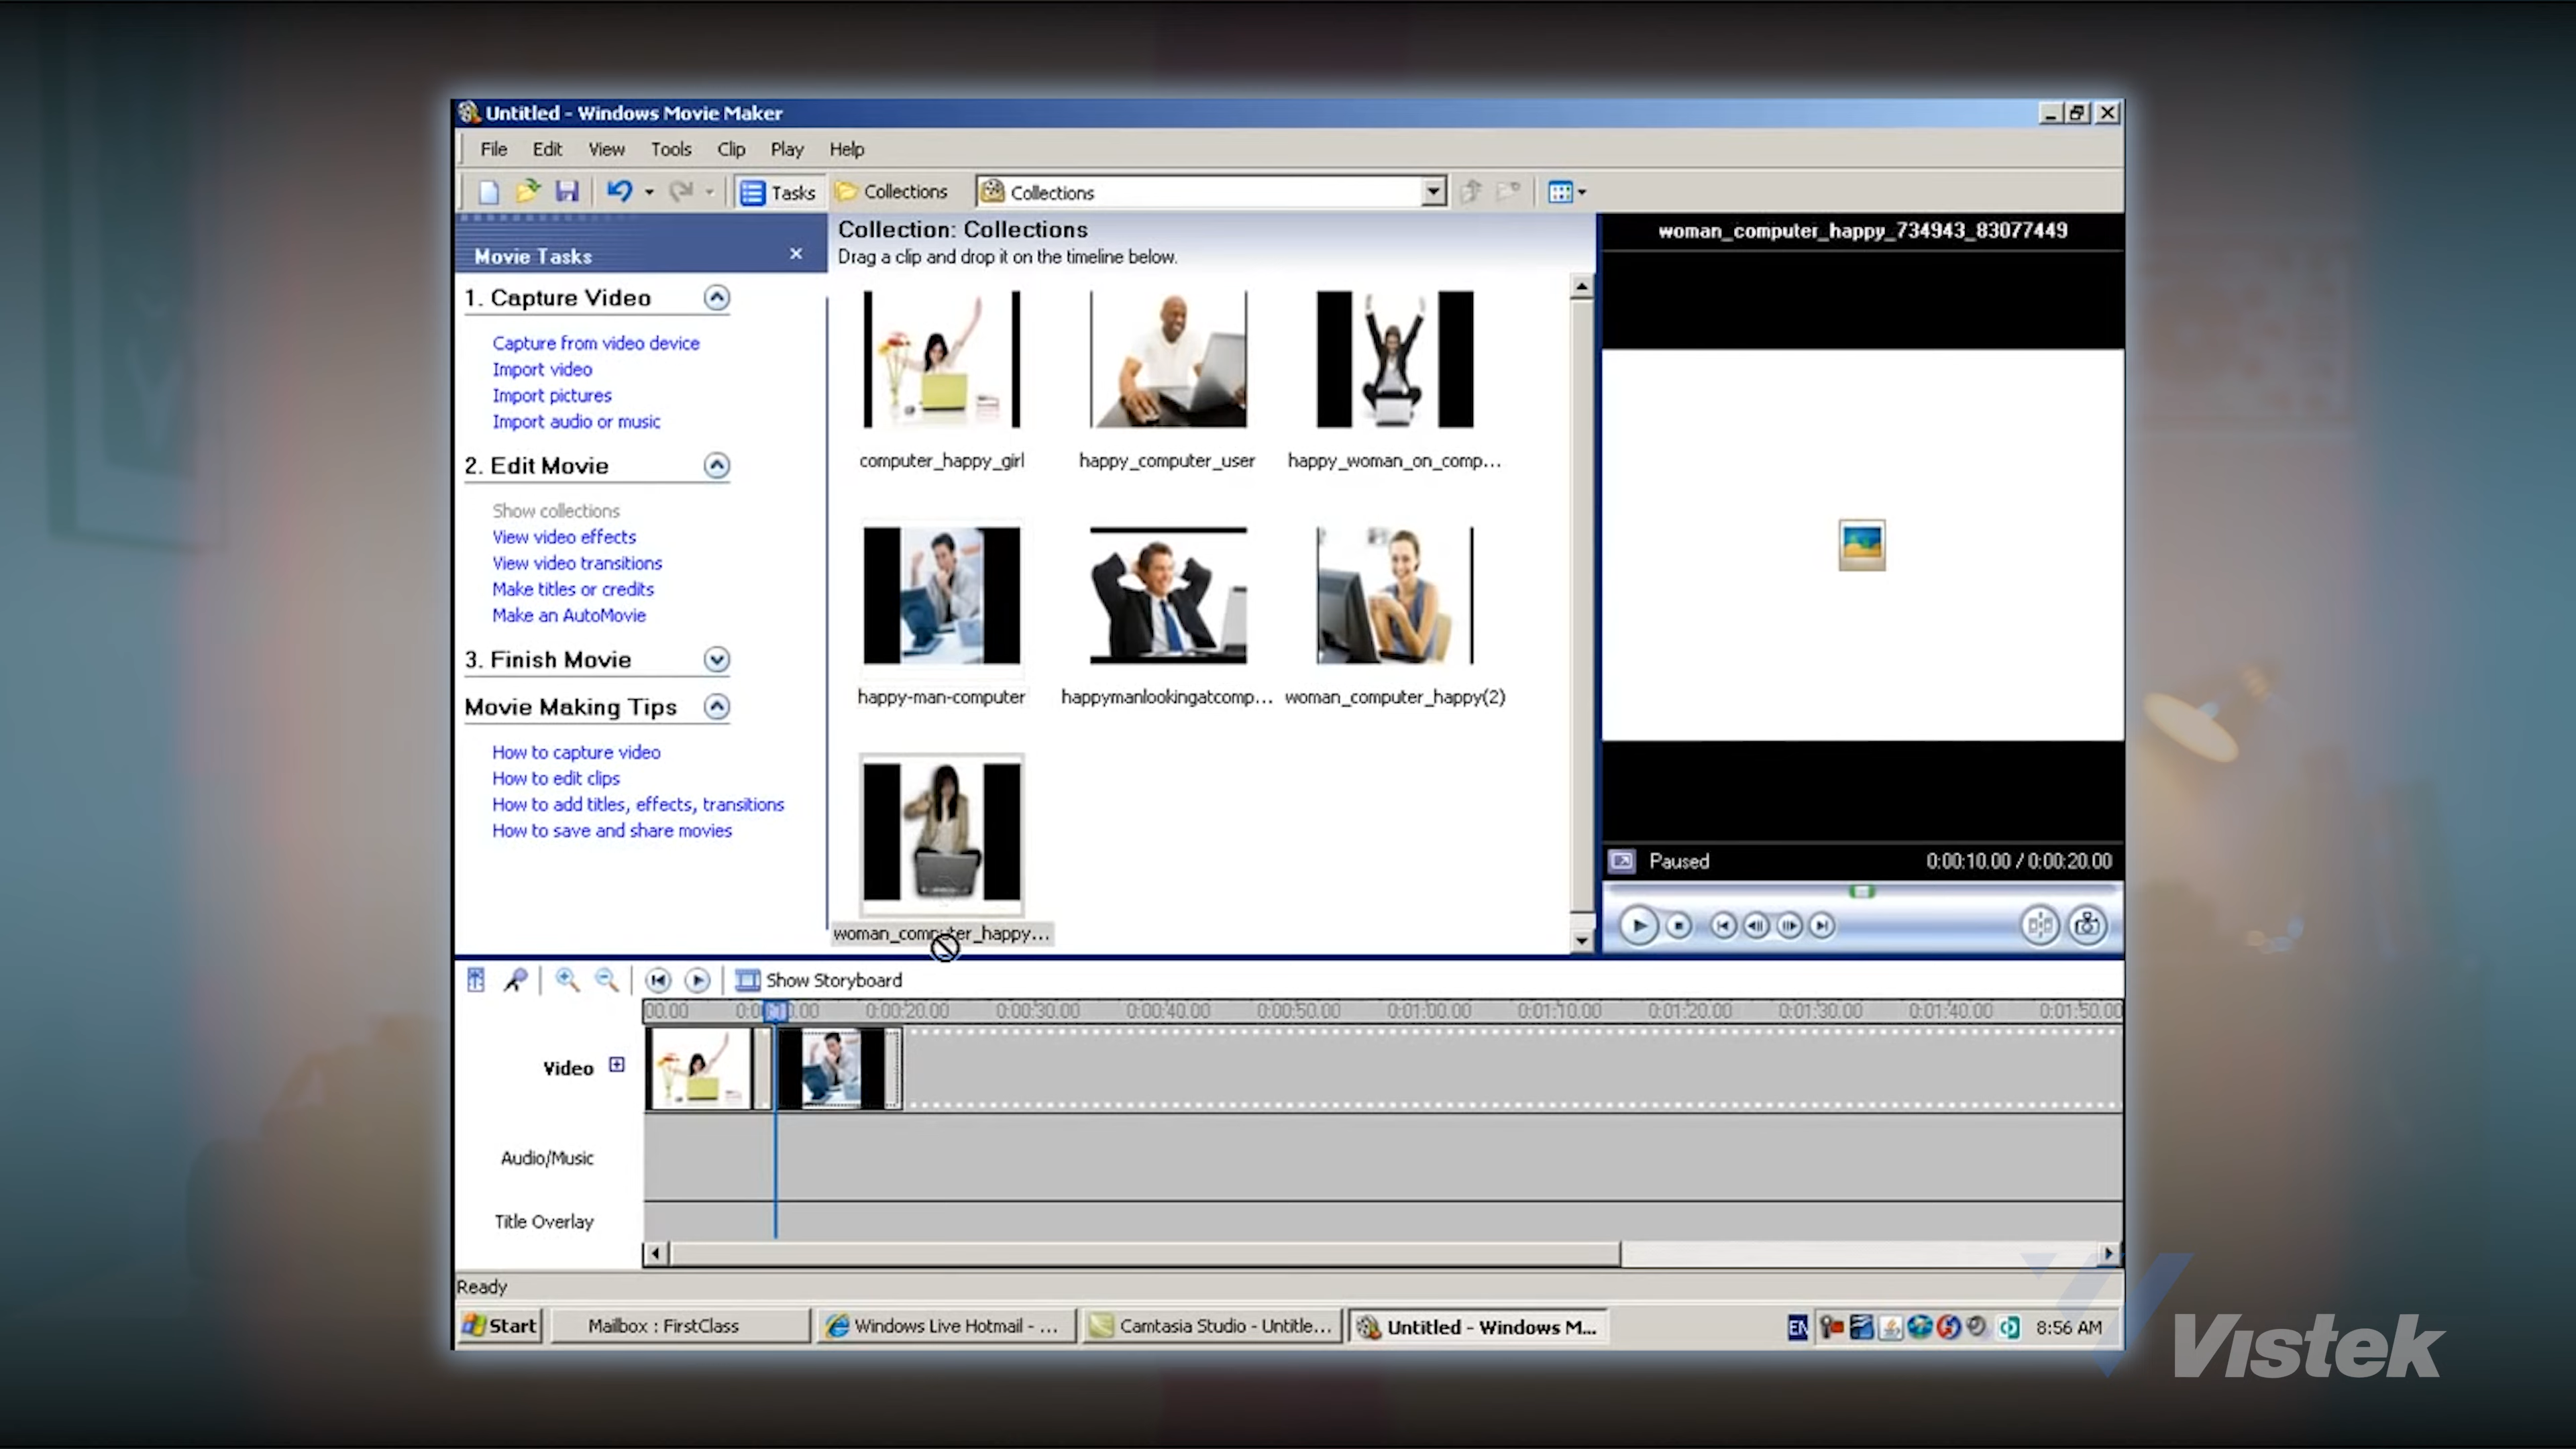 Untitled - Windows Movie Maker
File Edit View Tools Clip Play Help
Tasks Collections Collections
Movie Tasks
1. Capture Video
Capture from video device
Import video
Import pictures
Import audio or music
2. Edit Movie
Show collections
View video effects
View video transitions
Make titles or credits
Make an AutoMovie
3. Finish Movie
Movie Making Tips
How to capture video
How to edit clips
How to add titles, effects, transitions
How to save and share movies
Collection: Collections
Drag a clip and drop it on the timeline below.
computer_happy_girl
happy_computer_user
happy_woman_on_comp...
happy-man-computer
happymanlookingatcomp...
woman_computer_happy(2)
woman_computer_happy...
woman_computer_happy_734943_83077449
Paused 0:00:10.00 / 0:00:20.00
Show Storyboard
00.00 0:00:20.00 0:00:30.00 0:00:40.00 0:00:50.00 0:01:00.00 0:01:10.00 0:01:20.00 0:01:30.00 0:01:40.00 0:01:50.00
Video
Audio/Music
Title Overlay
Ready
Start Mailbox : FirstClass Windows Live Hotmail - ... Camtasia Studio - Untitle... Untitled - Windows M... EN 8:56 AM
Vistek